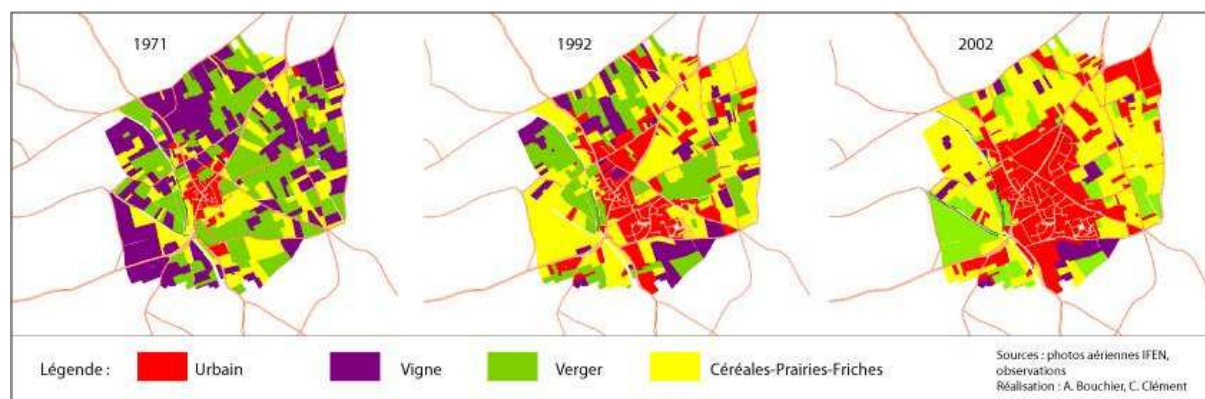 1971
1992
2002
Légende :
Urbain
Vigne
Verger
Céréales-Prairies-Friches
Sources : photos aériennes IFEN,
observations
Réalisation : A. Bouchier, C. Clément